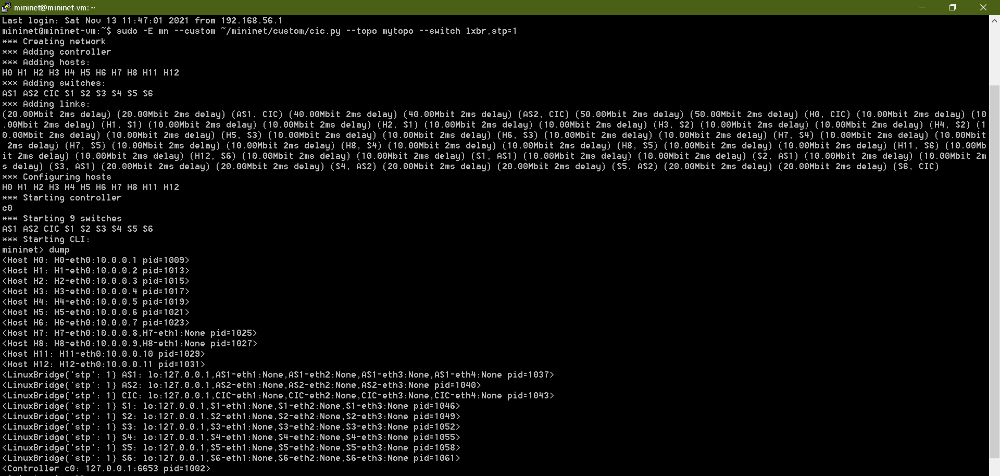 mininet@mininet-vm: ~
Last login: Sat Nov 13 11:47:01 2021 from 192.168.56.1
mininet@mininet-vm:~$ sudo -E mn --custom ~/mininet/custom/cic.py --topo mytopo --switch lxbr,stp=1
*** Creating network
*** Adding controller
*** Adding hosts:
H0 H1 H2 H3 H4 H5 H6 H7 H8 H11 H12
*** Adding switches:
AS1 AS2 CIC S1 S2 S3 S4 S5 S6
*** Adding links:
(20.00Mbit 2ms delay) (20.00Mbit 2ms delay) (AS1, CIC) (40.00Mbit 2ms delay) (40.00Mbit 2ms delay) (AS2, CIC) (50.00Mbit 2ms delay) (50.00Mbit 2ms delay) (H0, CIC) (10.00Mbit 2ms delay) (10
.00Mbit 2ms delay) (H1, S1) (10.00Mbit 2ms delay) (10.00Mbit 2ms delay) (H2, S1) (10.00Mbit 2ms delay) (10.00Mbit 2ms delay) (H3, S2) (10.00Mbit 2ms delay) (10.00Mbit 2ms delay) (H4, S2) (1
0.00Mbit 2ms delay) (10.00Mbit 2ms delay) (H5, S3) (10.00Mbit 2ms delay) (10.00Mbit 2ms delay) (H6, S3) (10.00Mbit 2ms delay) (10.00Mbit 2ms delay) (H7, S4) (10.00Mbit 2ms delay) (10.00Mbit
 2ms delay) (H7, S5) (10.00Mbit 2ms delay) (10.00Mbit 2ms delay) (H8, S4) (10.00Mbit 2ms delay) (10.00Mbit 2ms delay) (H8, S5) (10.00Mbit 2ms delay) (10.00Mbit 2ms delay) (H11, S6) (10.00Mb
it 2ms delay) (10.00Mbit 2ms delay) (H12, S6) (10.00Mbit 2ms delay) (10.00Mbit 2ms delay) (S1, AS1) (10.00Mbit 2ms delay) (10.00Mbit 2ms delay) (S2, AS1) (10.00Mbit 2ms delay) (10.00Mbit 2m
s delay) (S3, AS1) (20.00Mbit 2ms delay) (20.00Mbit 2ms delay) (S4, AS2) (20.00Mbit 2ms delay) (20.00Mbit 2ms delay) (S5, AS2) (20.00Mbit 2ms delay) (20.00Mbit 2ms delay) (S6, CIC)
*** Configuring hosts
H0 H1 H2 H3 H4 H5 H6 H7 H8 H11 H12
*** Starting controller
c0
*** Starting 9 switches
AS1 AS2 CIC S1 S2 S3 S4 S5 S6
*** Starting CLI:
mininet> dump
<Host H0: H0-eth0:10.0.0.1 pid=1009>
<Host H1: H1-eth0:10.0.0.2 pid=1013>
<Host H2: H2-eth0:10.0.0.3 pid=1015>
<Host H3: H3-eth0:10.0.0.4 pid=1017>
<Host H4: H4-eth0:10.0.0.5 pid=1019>
<Host H5: H5-eth0:10.0.0.6 pid=1021>
<Host H6: H6-eth0:10.0.0.7 pid=1023>
<Host H7: H7-eth0:10.0.0.8,H7-eth1:None pid=1025>
<Host H8: H8-eth0:10.0.0.9,H8-eth1:None pid=1027>
<Host H11: H11-eth0:10.0.0.10 pid=1029>
<Host H12: H12-eth0:10.0.0.11 pid=1031>
<LinuxBridge{'stp': 1} AS1: lo:127.0.0.1,AS1-eth1:None,AS1-eth2:None,AS1-eth3:None,AS1-eth4:None pid=1037>
<LinuxBridge{'stp': 1} AS2: lo:127.0.0.1,AS2-eth1:None,AS2-eth2:None,AS2-eth3:None pid=1040>
<LinuxBridge{'stp': 1} CIC: lo:127.0.0.1,CIC-eth1:None,CIC-eth2:None,CIC-eth3:None,CIC-eth4:None pid=1043>
<LinuxBridge{'stp': 1} S1: lo:127.0.0.1,S1-eth1:None,S1-eth2:None,S1-eth3:None pid=1046>
<LinuxBridge{'stp': 1} S2: lo:127.0.0.1,S2-eth1:None,S2-eth2:None,S2-eth3:None pid=1049>
<LinuxBridge{'stp': 1} S3: lo:127.0.0.1,S3-eth1:None,S3-eth2:None,S3-eth3:None pid=1052>
<LinuxBridge{'stp': 1} S4: lo:127.0.0.1,S4-eth1:None,S4-eth2:None,S4-eth3:None pid=1055>
<LinuxBridge{'stp': 1} S5: lo:127.0.0.1,S5-eth1:None,S5-eth2:None,S5-eth3:None pid=1058>
<LinuxBridge{'stp': 1} S6: lo:127.0.0.1,S6-eth1:None,S6-eth2:None,S6-eth3:None pid=1061>
<Controller c0: 127.0.0.1:6653 pid=1002>